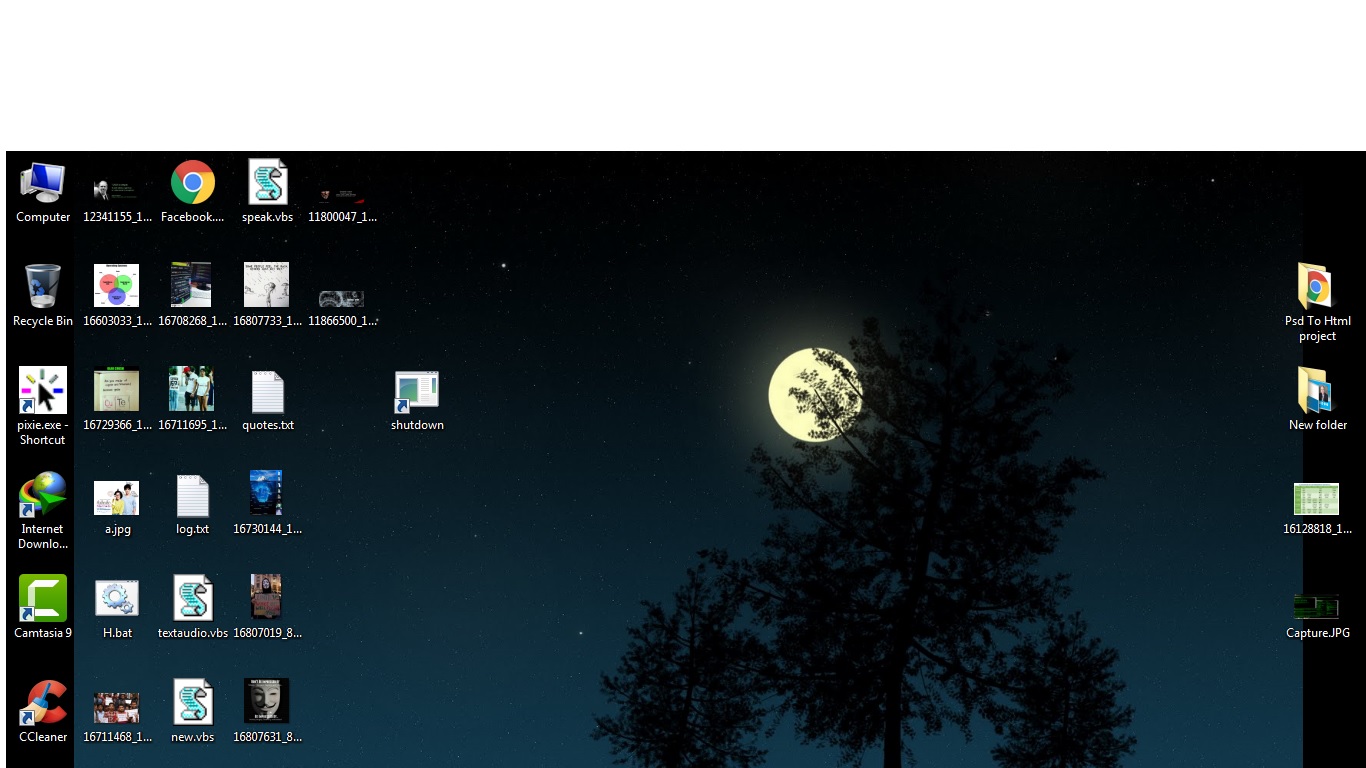 Computer
12341155_1...
Facebook....
speak.vbs
11800047_1...
Recycle Bin
16603033_1...
16708268_1...
16807733_1...
11866500_1...
Psd To Html
project
pixie.exe -
Shortcut
16729366_1...
16711695_1...
quotes.txt
shutdown
New folder
Internet
Downlo...
a.jpg
log.txt
16730144_1...
16128818_1...
Camtasia 9
H.bat
textaudio.vbs
16807019_8...
Capture.JPG
CCleaner
16711468_1...
new.vbs
16807631_8...